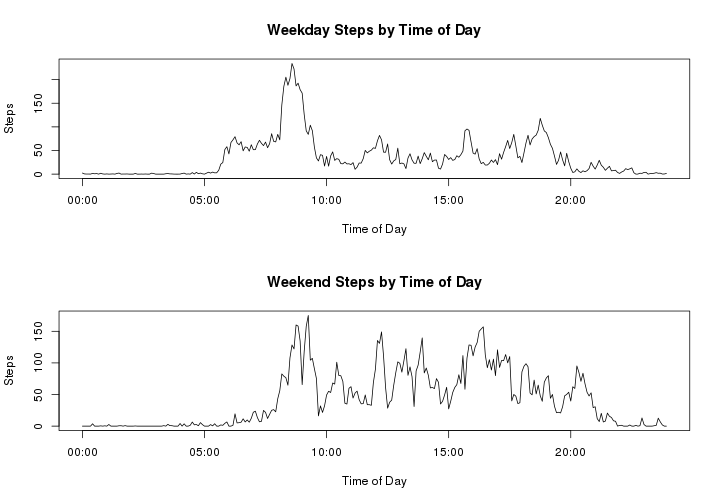 Weekday Steps by Time of Day
Steps
150
50
0
00:00 05:00 10:00 15:00 20:00
Time of Day
Weekend Steps by Time of Day
Steps
150
100
50
0
00:00 05:00 10:00 15:00 20:00
Time of Day